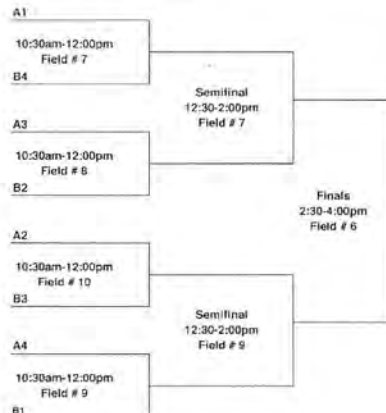 A1
10:30am-12:00pm
Field # 7
B4
Semifinal
12:30-2:00pm
Field # 7
A3
10:30am-12:00pm
Field # 8
B2
Finals
2:30-4:00pm
Field # 6
A2
10:30am-12:00pm
Field # 10
B3
Semifinal
12:30-2:00pm
Field # 9
A4
10:30am-12:00pm
Field # 9
B1